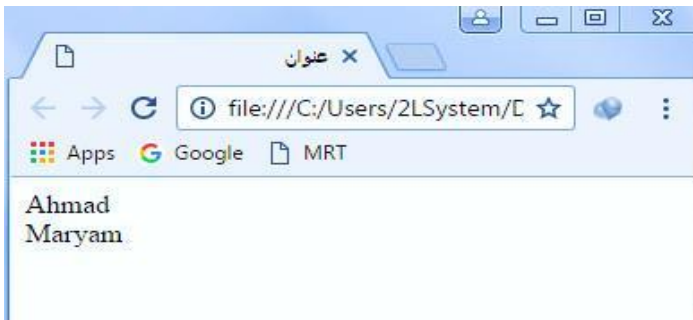 عنوان
file:///C:/Users/2LSystem/D
Apps Google MRT
Ahmad
Maryam